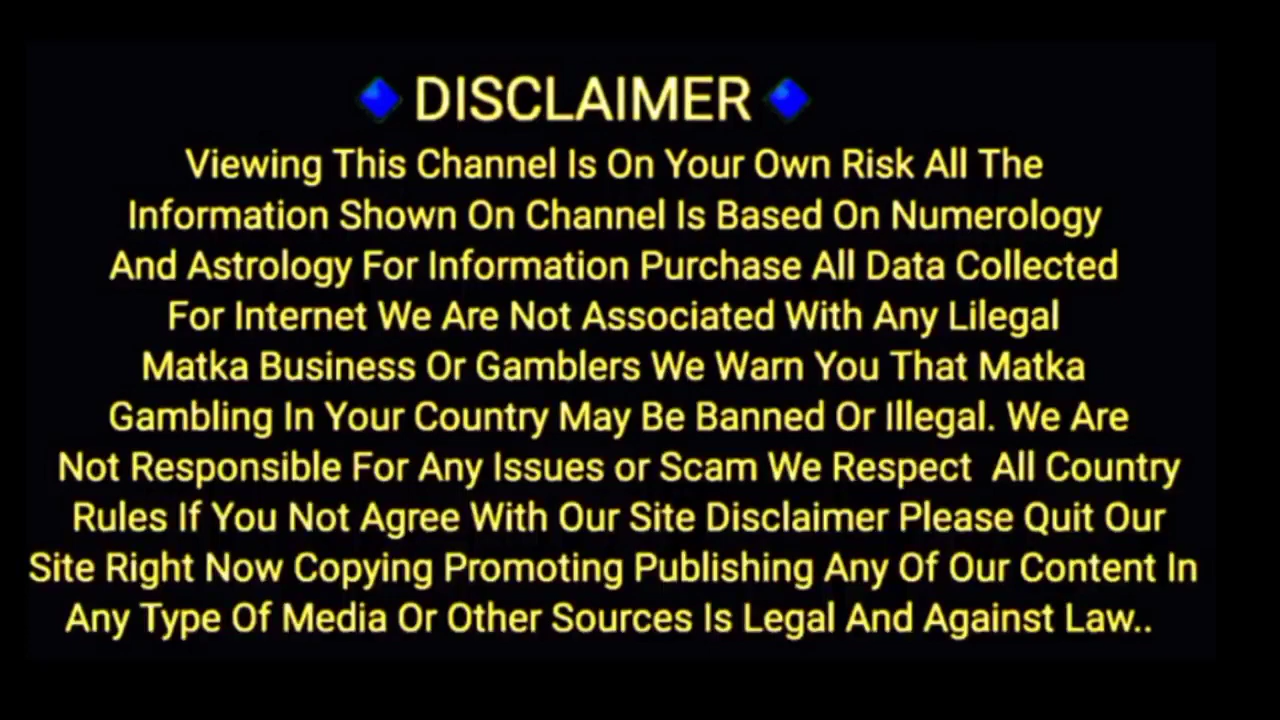 🔹DISCLAIMER🔹
Viewing This Channel Is On Your Own Risk All The
Information Shown On Channel Is Based On Numerology
And Astrology For Information Purchase All Data Collected
For Internet We Are Not Associated With Any Lilegal
Matka Business Or Gamblers We Warn You That Matka
Gambling In Your Country May Be Banned Or Illegal. We Are
Not Responsible For Any Issues or Scam We Respect  All Country
Rules If You Not Agree With Our Site Disclaimer Please Quit Our
Site Right Now Copying Promoting Publishing Any Of Our Content In
Any Type Of Media Or Other Sources Is Legal And Against Law..